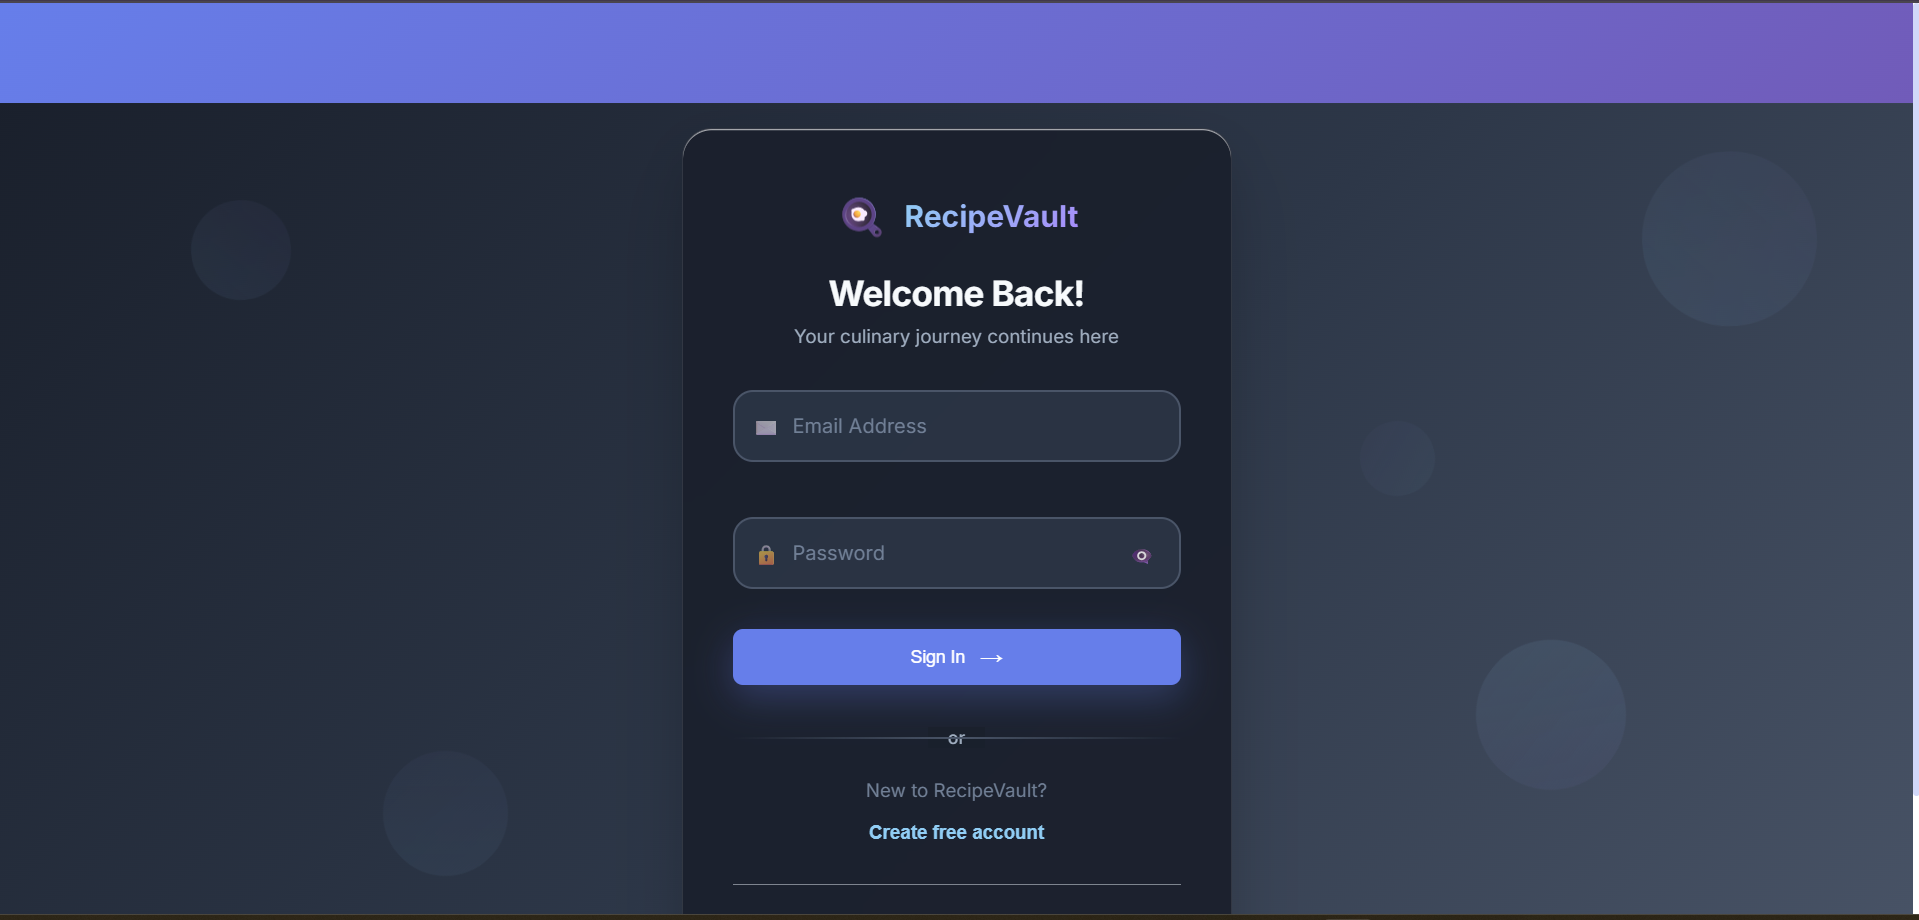 RecipeVault
Welcome Back!
Your culinary journey continues here
Email Address
Password
Sign In →
or
New to RecipeVault?
Create free account